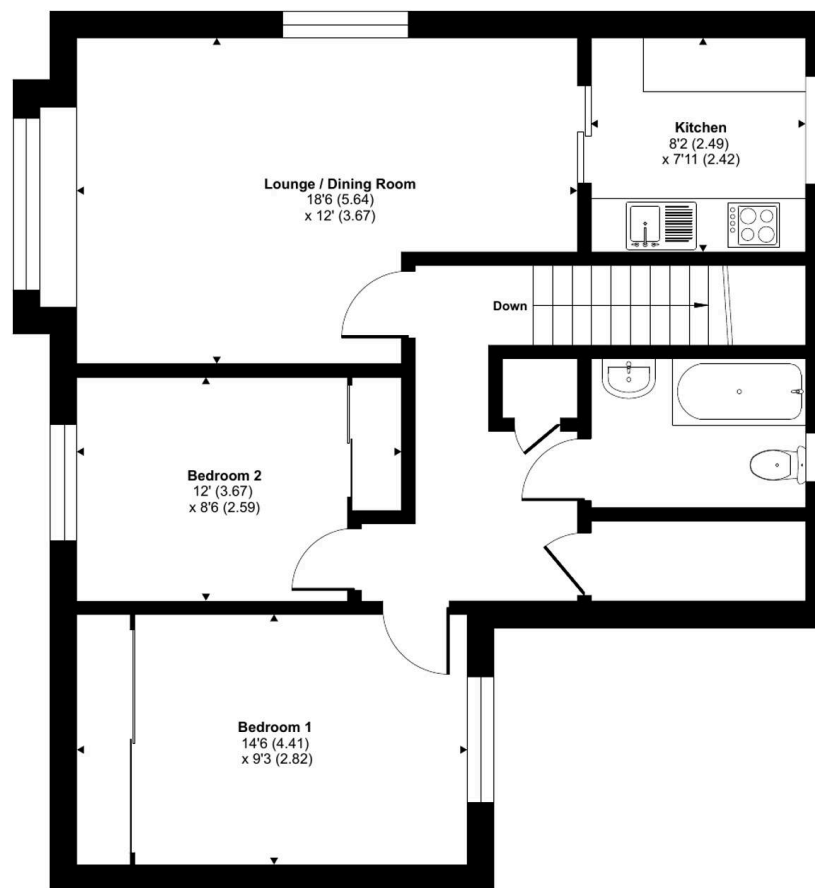 Kitchen
8'2 (2.49)
x 7'11 (2.42)
Lounge / Dining Room
18'6 (5.64)
x 12' (3.67)
Down
Bedroom 2
12' (3.67)
x 8'6 (2.59)
Bedroom 1
14'6 (4.41)
x 9'3 (2.82)